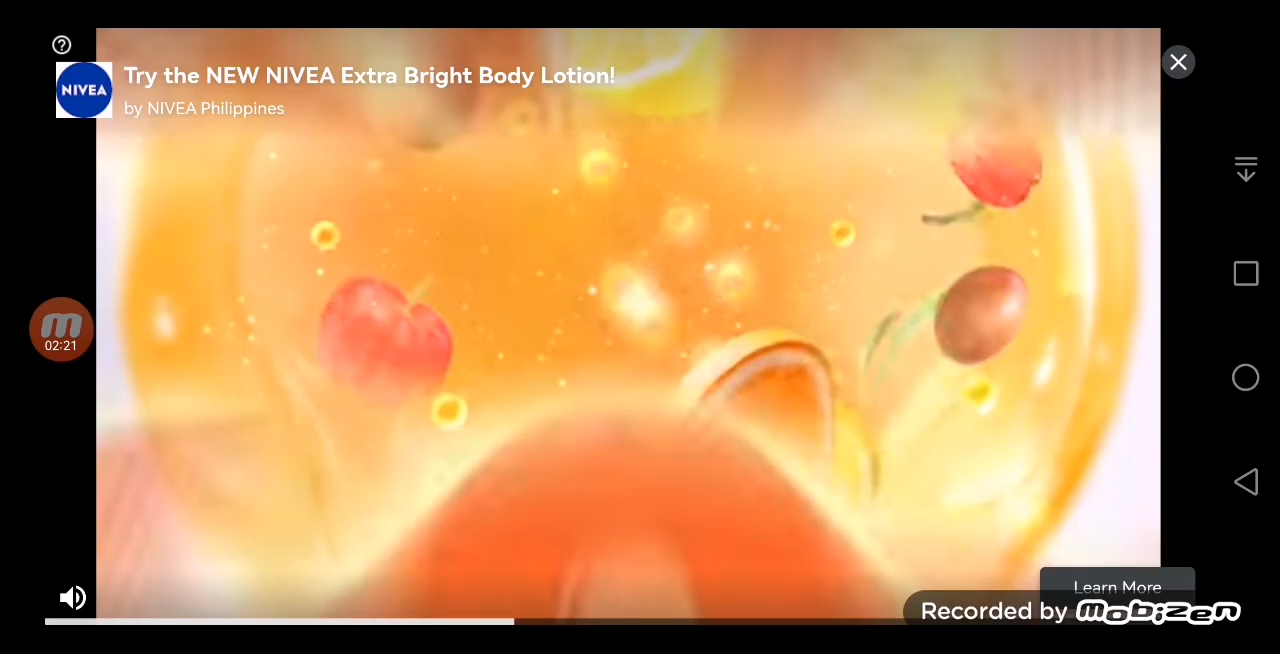 Try the NEW NIVEA Extra Bright Body Lotion!
NIVEA
by NIVEA Philippines
02:21
Learn More
Recorded by Mobizen